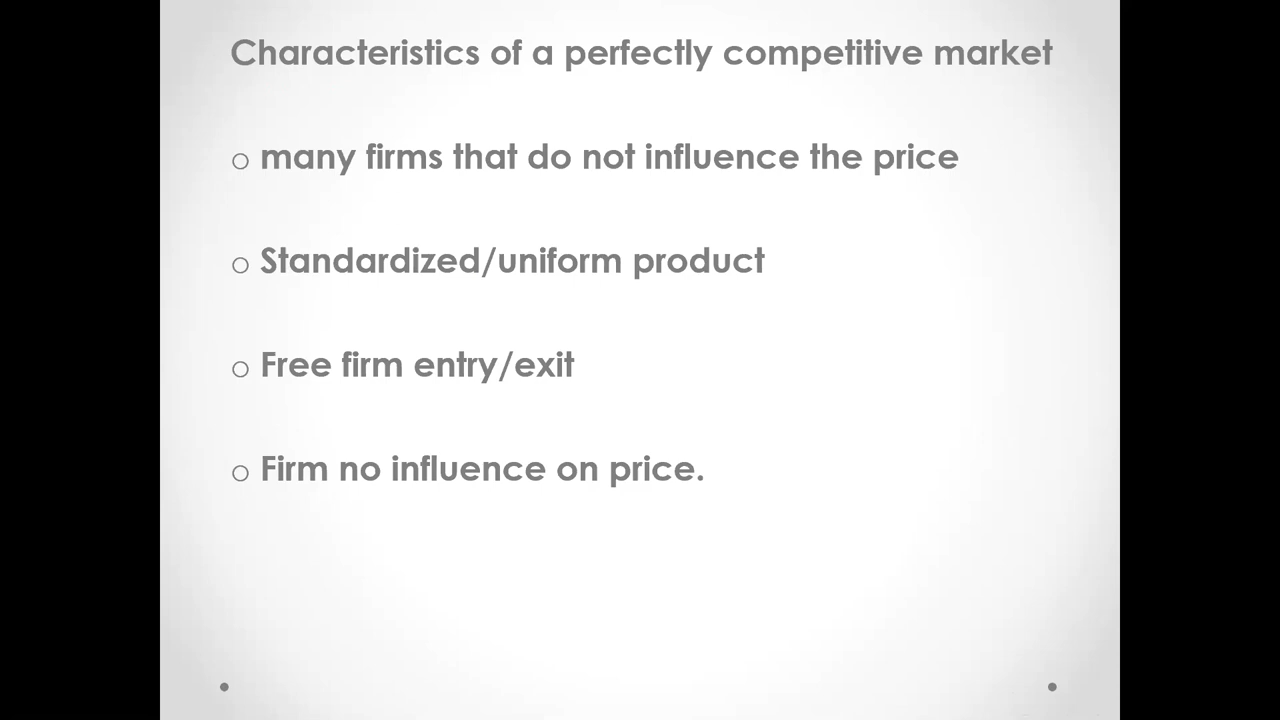 Characteristics of a perfectly competitive market
o many firms that do not influence the price
o Standardized/uniform product
o Free firm entry/exit
o Firm no influence on price.